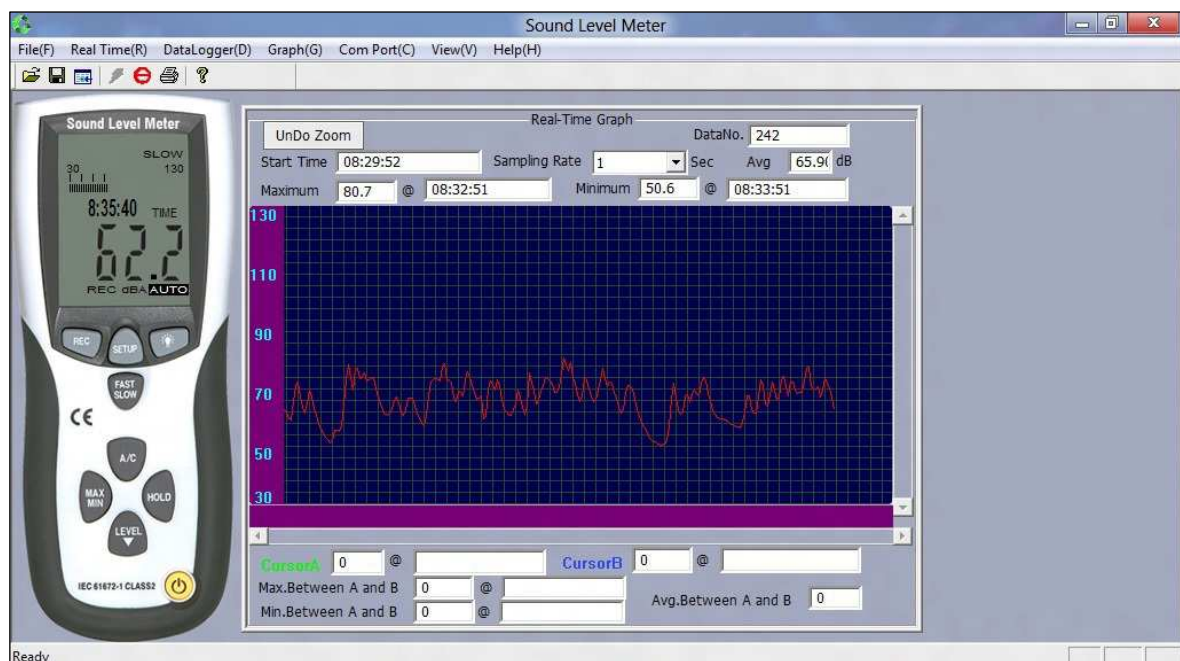 Sound Level Meter
File(F) Real Time(R) DataLogger(D) Graph(G) Com Port(C) View(V) Help(H)
Sound Level Meter
SLOW
30 130
8:35:40 TIME
62.2
REC dBA AUTO
REC SETUP
FAST
SLOW
CE
A/C
MAX
MIN
HOLD
LEVEL
IEC 61672-1 CLASS2
Real-Time Graph
UnDo Zoom DataNo. 242
Start Time 08:29:52 Sampling Rate 1 Sec Avg 65.90 dB
Maximum 80.7 @ 08:32:51 Minimum 50.6 @ 08:33:51
130
110
90
70
50
30
CursorA 0 @ CursorB 0 @
Max.Between A and B 0 @
Min.Between A and B 0 @
Avg.Between A and B 0
Ready